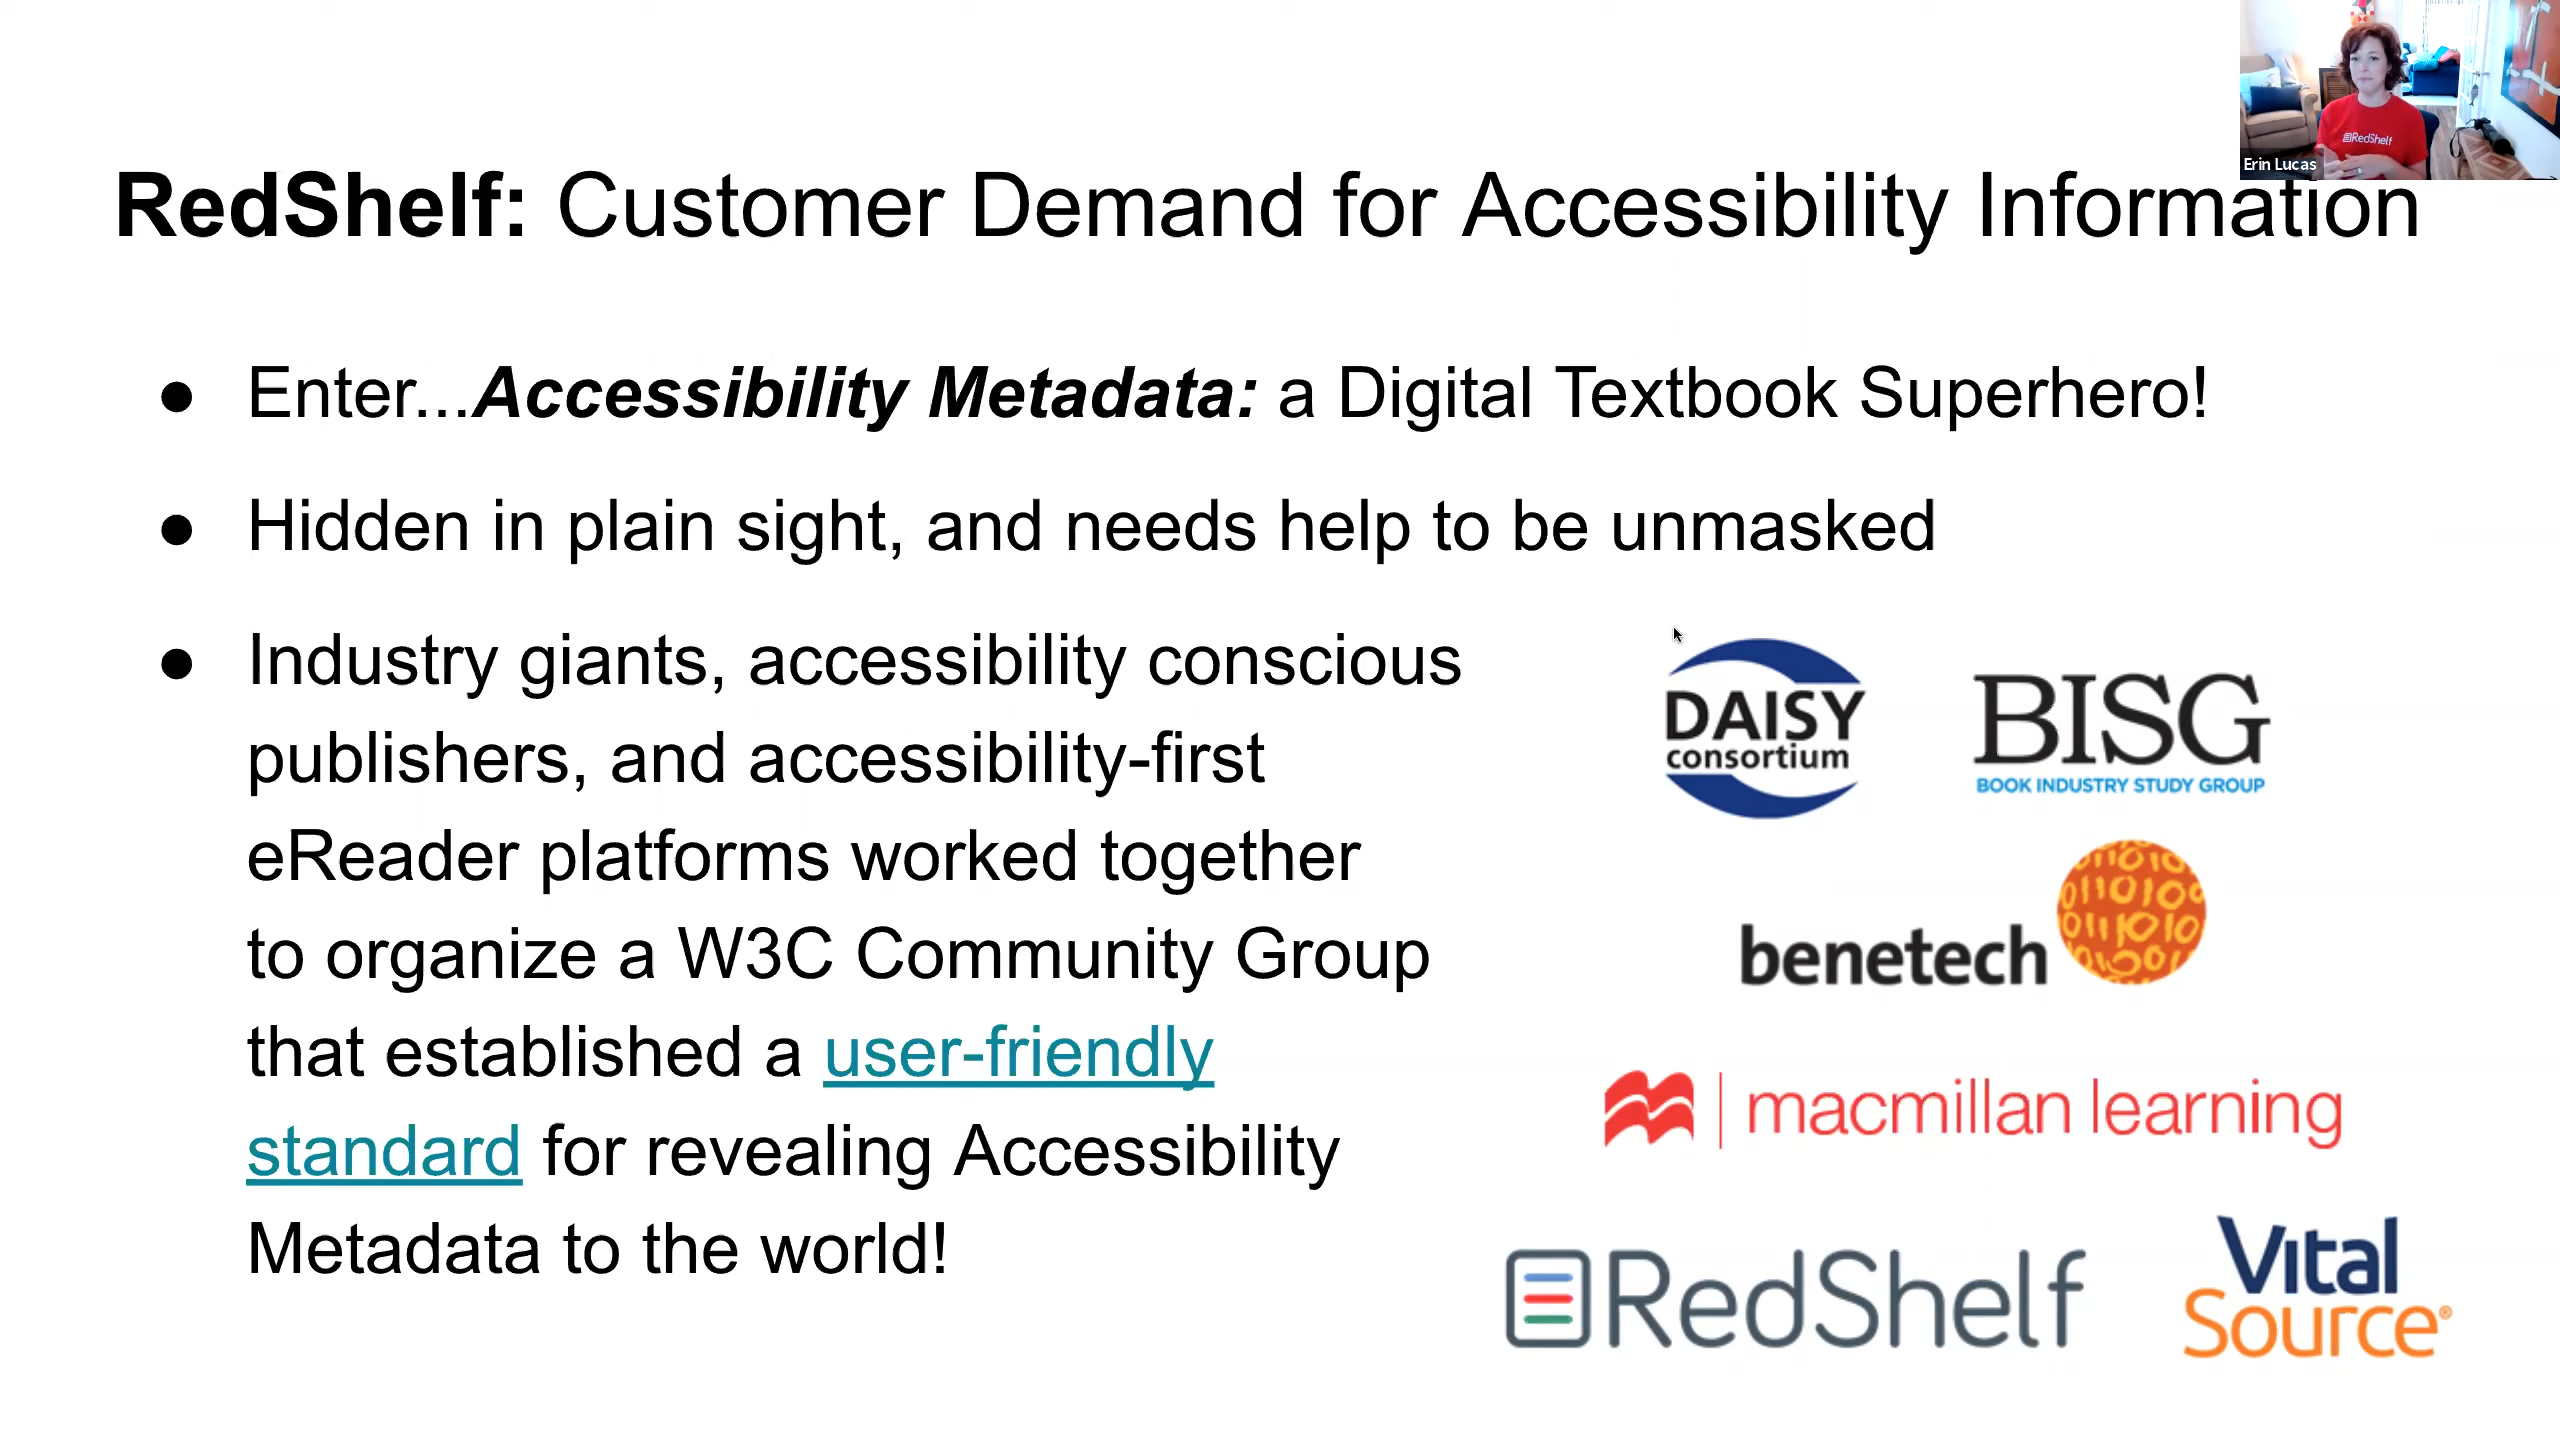 RedShelf
Erin Lucas
RedShelf: Customer Demand for Accessibility Information
● Enter...Accessibility Metadata: a Digital Textbook Superhero!
● Hidden in plain sight, and needs help to be unmasked
● Industry giants, accessibility conscious
publishers, and accessibility-first
eReader platforms worked together
to organize a W3C Community Group
that established a user-friendly
standard for revealing Accessibility
Metadata to the world!
DAISY
consortium
BISG
BOOK INDUSTRY STUDY GROUP
benetech
macmillan learning
RedShelf
Vital
Source®